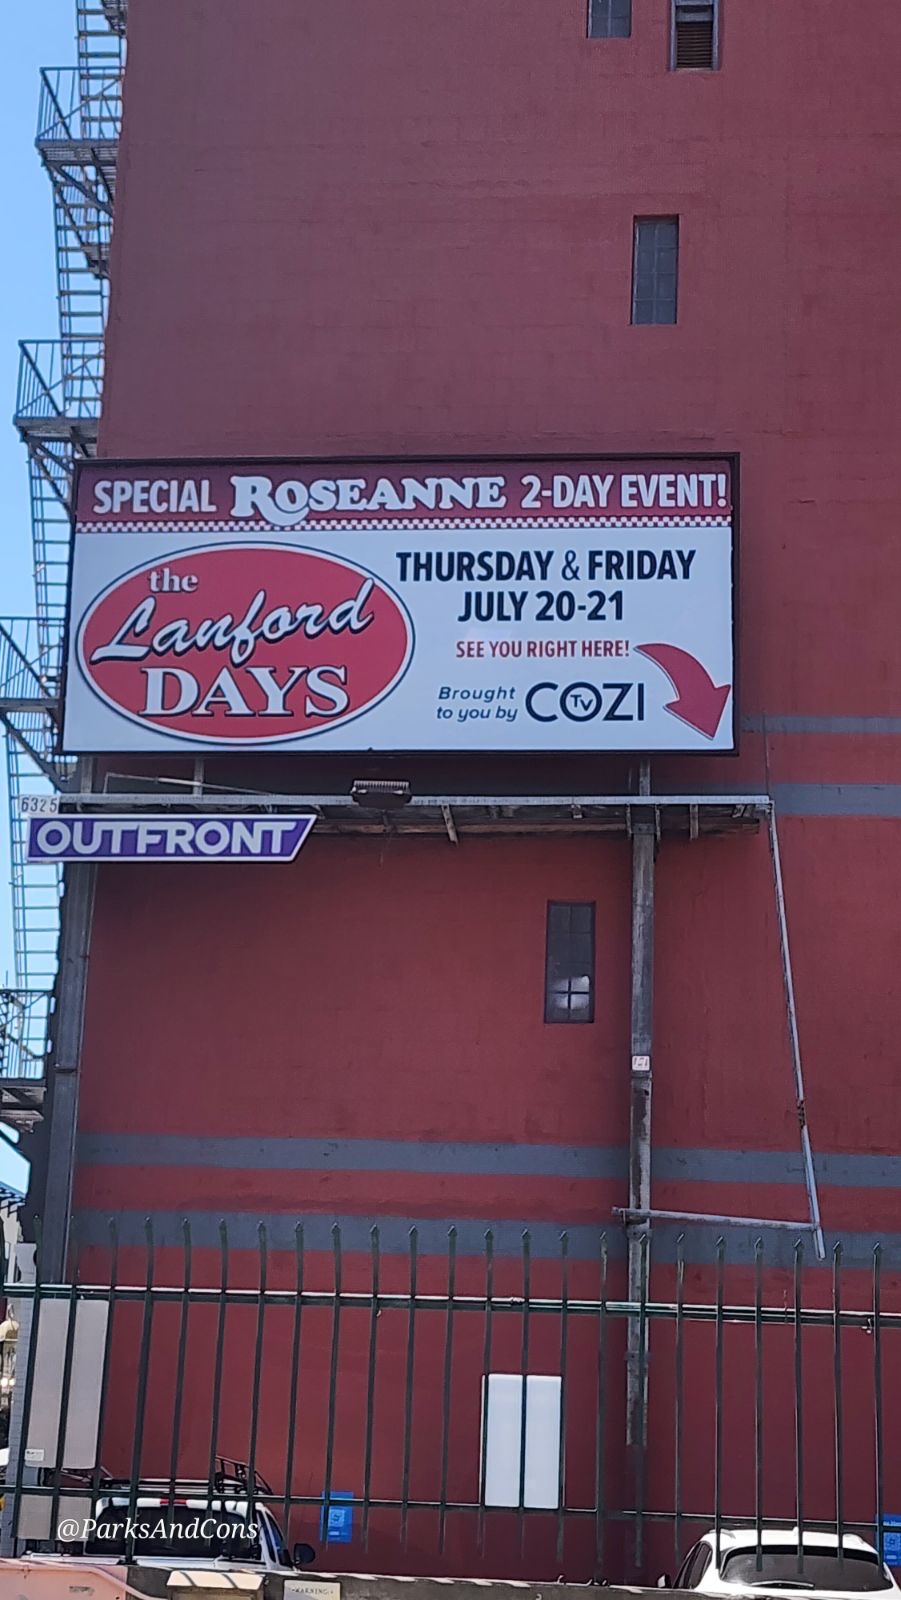 SPECIAL ROSEANNE 2-DAY EVENT!
the
Lanford
DAYS
THURSDAY & FRIDAY
JULY 20-21
SEE YOU RIGHT HERE!
Brought
to you by
COZI
TV
6325
OUTFRONT
@ParksAndCons
WARNING: